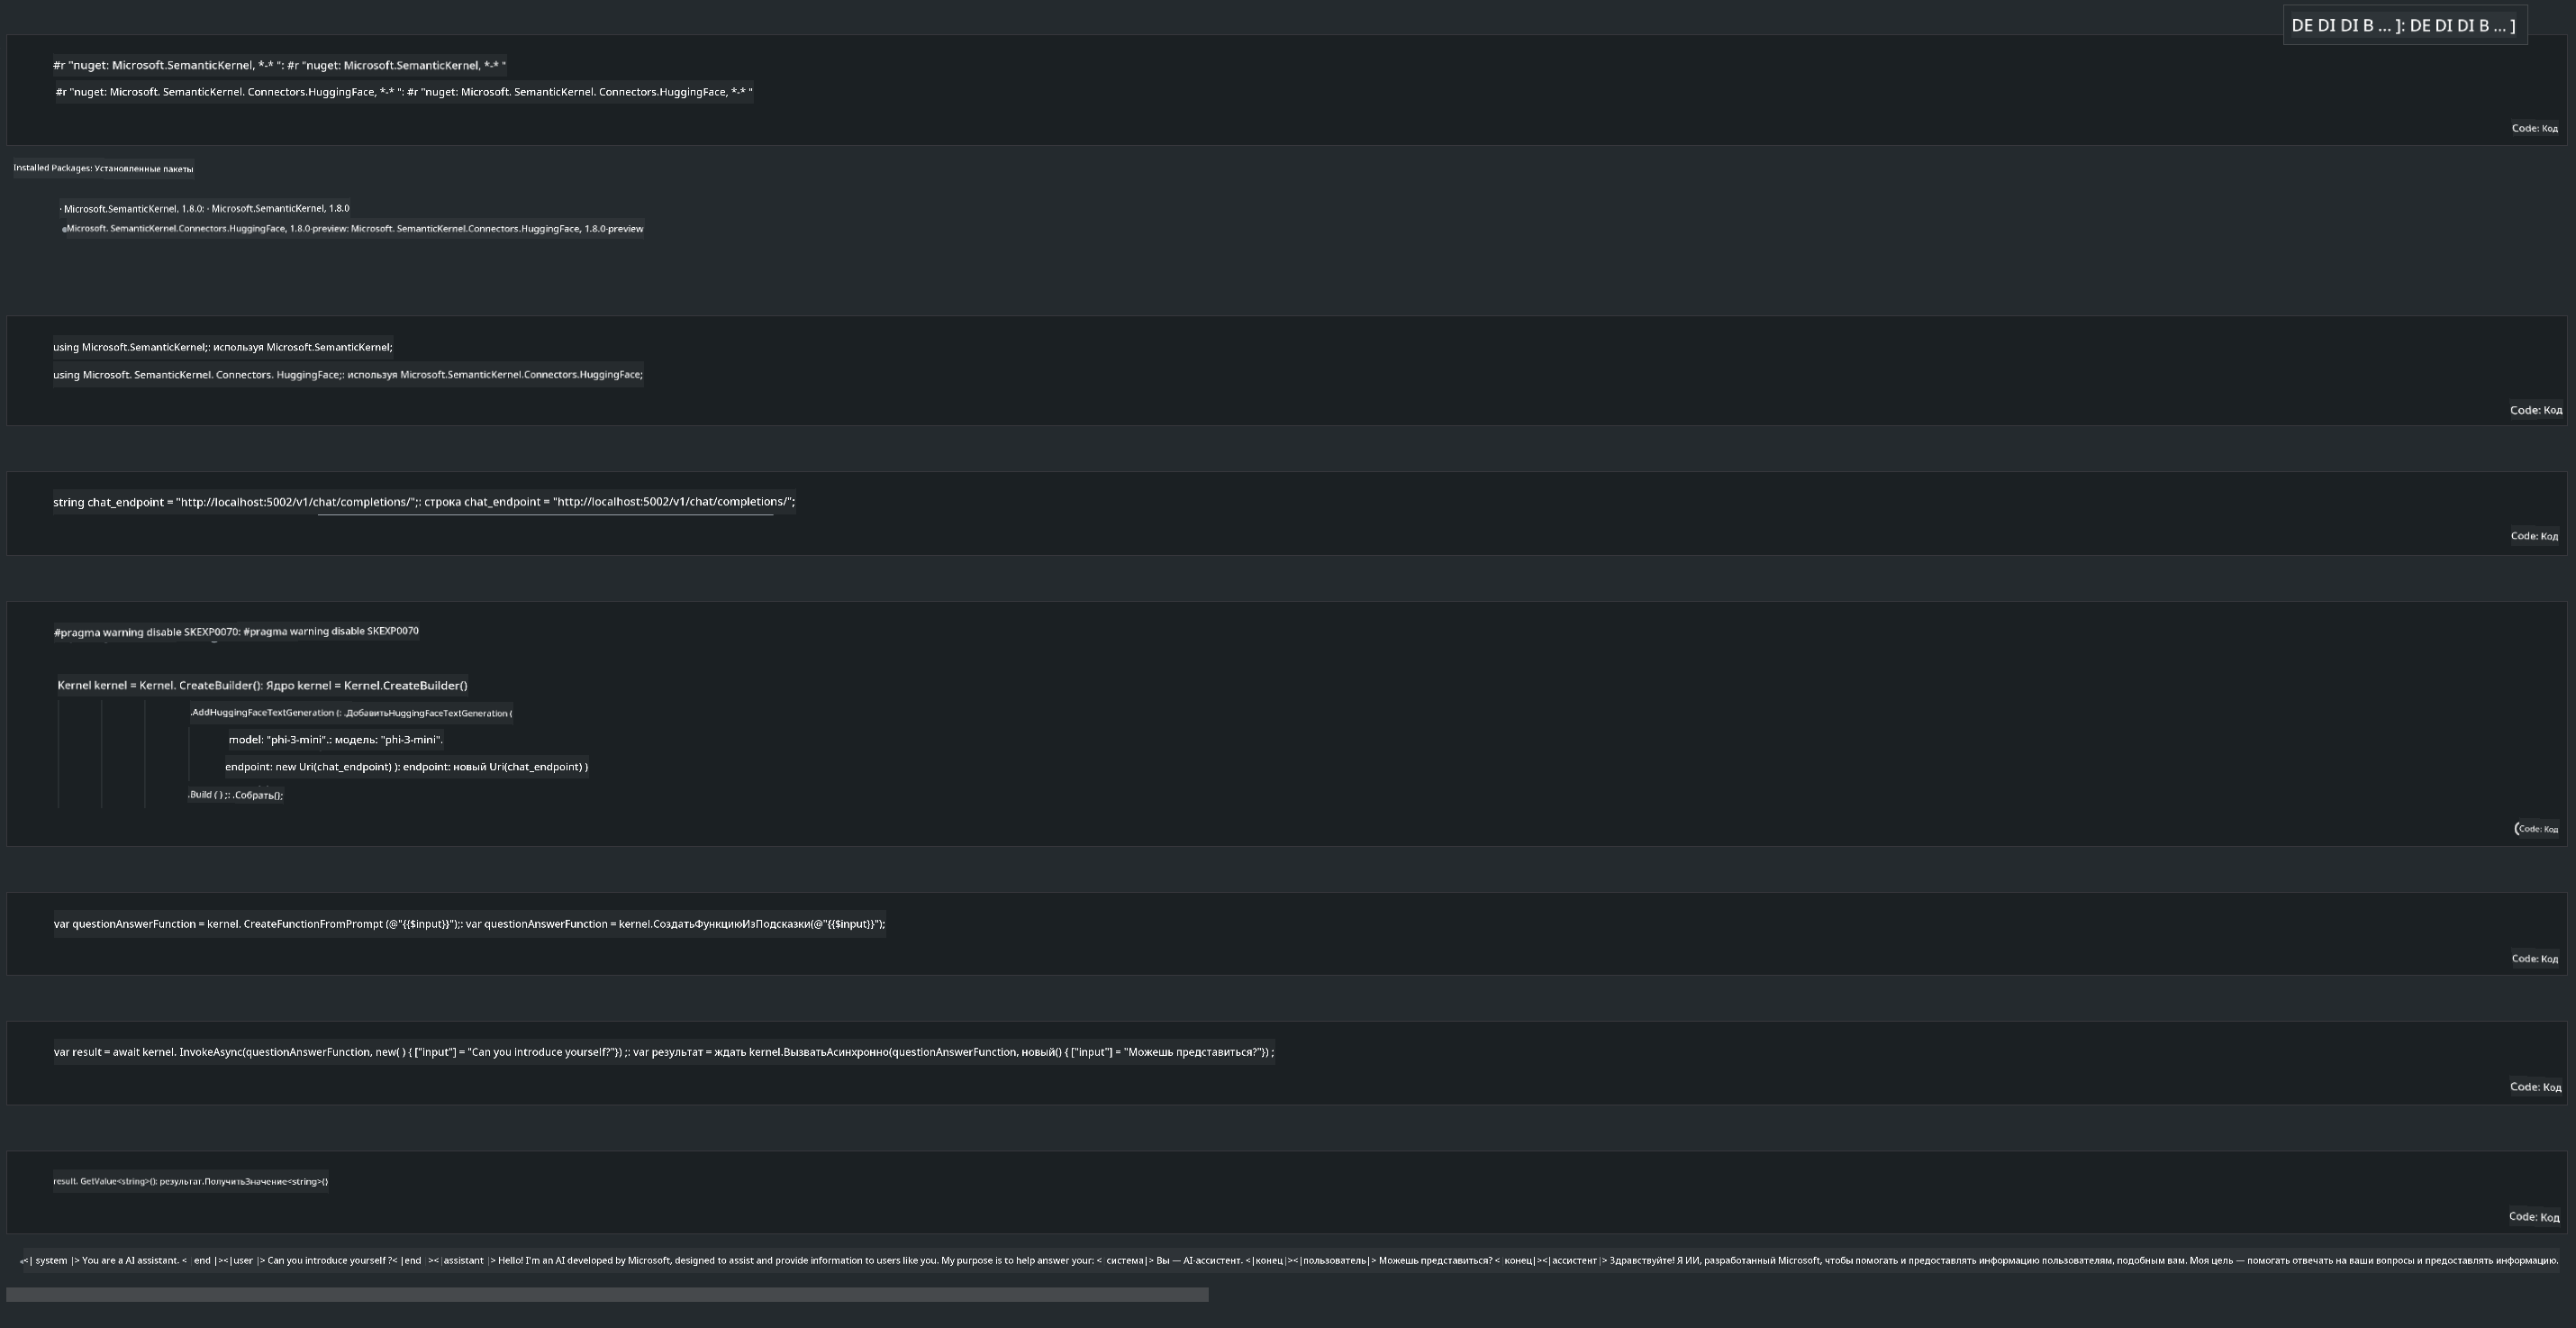 DE DI DI B ... ]: DE DI DI B ... ]
#r "nuget: Microsoft.SemanticKernel, *-* ": #r "nuget: Microsoft.SemanticKernel, *-* "
#r "nuget: Microsoft. SemanticKernel. Connectors.HuggingFace, *-* ": #r "nuget: Microsoft. SemanticKernel. Connectors.HuggingFace, *-* "
Code: Код
Installed Packages: Установленные пакеты
· Microsoft.SemanticKernel, 1.8.0: · Microsoft.SemanticKernel, 1.8.0
Microsoft. SemanticKernel.Connectors.HuggingFace, 1.8.0-preview: Microsoft. SemanticKernel.Connectors.HuggingFace, 1.8.0-preview
using Microsoft.SemanticKernel;: используя Microsoft.SemanticKernel;
using Microsoft. SemanticKernel. Connectors. HuggingFace;: используя Microsoft.SemanticKernel.Connectors.HuggingFace;
Code: Код
string chat_endpoint = "http://localhost:5002/v1/chat/completions/";: строка chat_endpoint = "http://localhost:5002/v1/chat/completions/";
Code: Код
#pragma warning disable SKEXP0070: #pragma warning disable SKEXP0070
Kernel kernel = Kernel. CreateBuilder(): Ядро kernel = Kernel.CreateBuilder()
.AddHuggingFaceTextGeneration (: .ДобавитьHuggingFaceTextGeneration (
model: "phi-3-mini".: модель: "phi-3-mini".
endpoint: new Uri(chat_endpoint) ): endpoint: новый Uri(chat_endpoint) )
.Build ( ) ;: .Собрать();
Code: Код
var questionAnswerFunction = kernel. CreateFunctionFromPrompt (@"{{$input}}");: var questionAnswerFunction = kernel.СоздатьФункциюИзПодсказки(@"{{$input}}");
Code: Код
var result = await kernel. InvokeAsync(questionAnswerFunction, new( ) { ["input"] = "Can you introduce yourself?"}) ;: var результат = ждать kernel.ВызватьАсинхронно(questionAnswerFunction, новый() { ["input"] = "Можешь представиться?"}) ;
Code: Код
result. GetValue<string>(): результат.ПолучитьЗначение<string>()
Code: Код
<| system |> You are a AI assistant. < |end |><|user |> Can you introduce yourself ?< |end |><|assistant |> Hello! I'm an AI developed by Microsoft, designed to assist and provide information to users like you. My purpose is to help answer your: < |система|> Вы — AI-ассистент. <|конец|><|пользователь|> Можешь представиться? < |конец|><|ассистент|> Здравствуйте! Я ИИ, разработанный Microsoft, чтобы помогать и предоставлять информацию пользователям, подобным вам. Моя цель — помогать отвечать на ваши вопросы и предоставлять информацию.